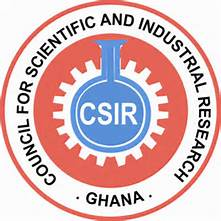 COUNCIL FOR SCIENTIFIC AND INDUSTRIAL RESEARCH
CSIR
· GHANA ·